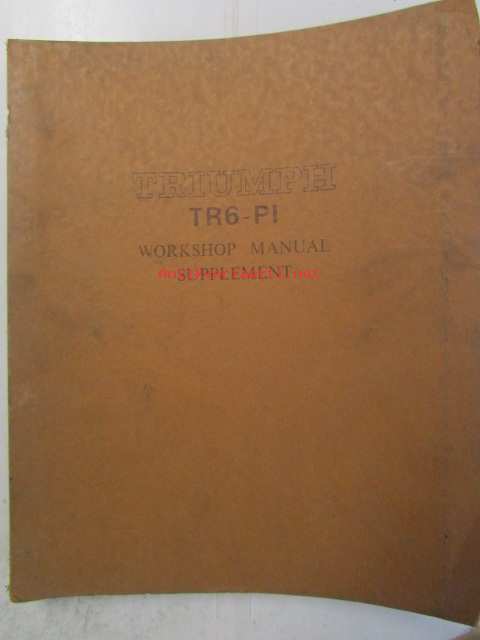 TRIUMPH
TR6-PI
WORKSHOP MANUAL
SUPPLEMENT